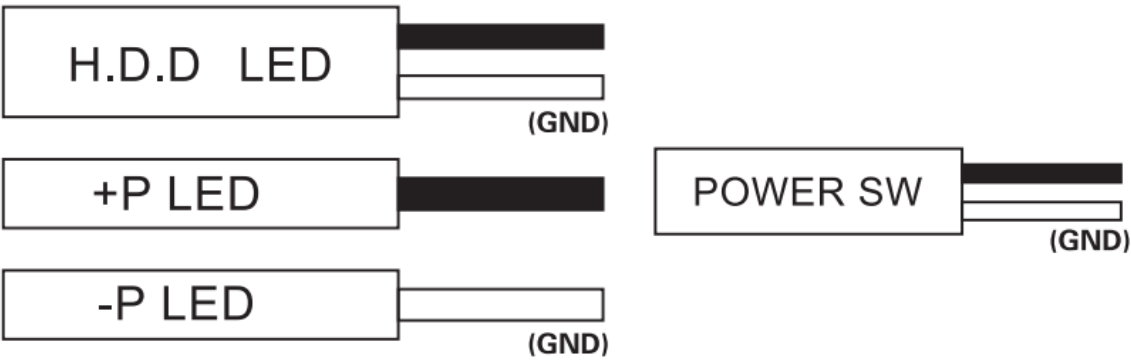 H.D.D LED
(GND)
+P LED
-P LED
(GND)
POWER SW
(GND)